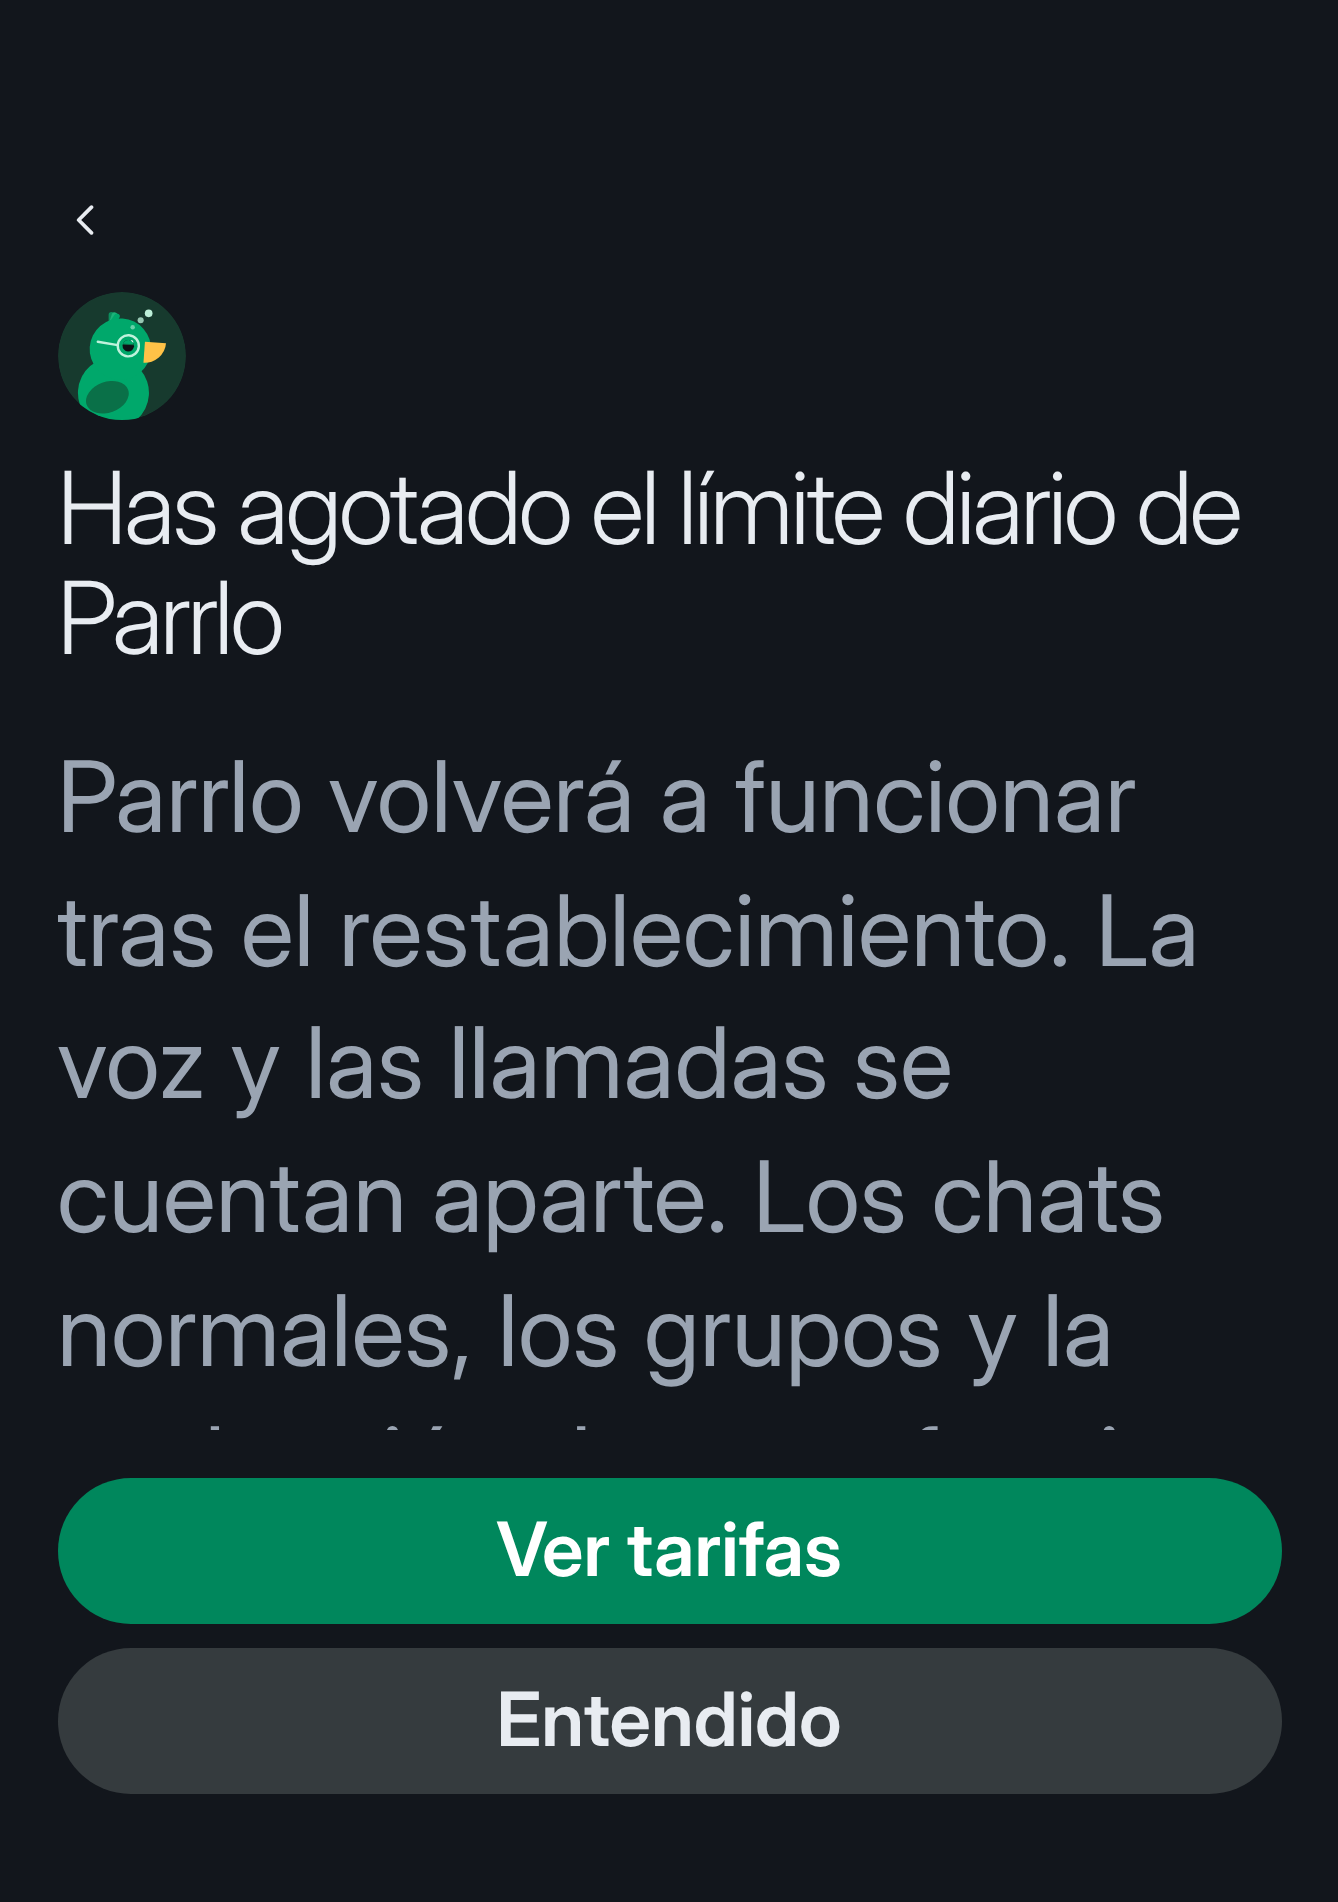 Has agotado el límite diario de
Parrlo
Parrlo volverá a funcionar
tras el restablecimiento. La
voz y las llamadas se
cuentan aparte. Los chats
normales, los grupos y la
Ver tarifas
Entendido